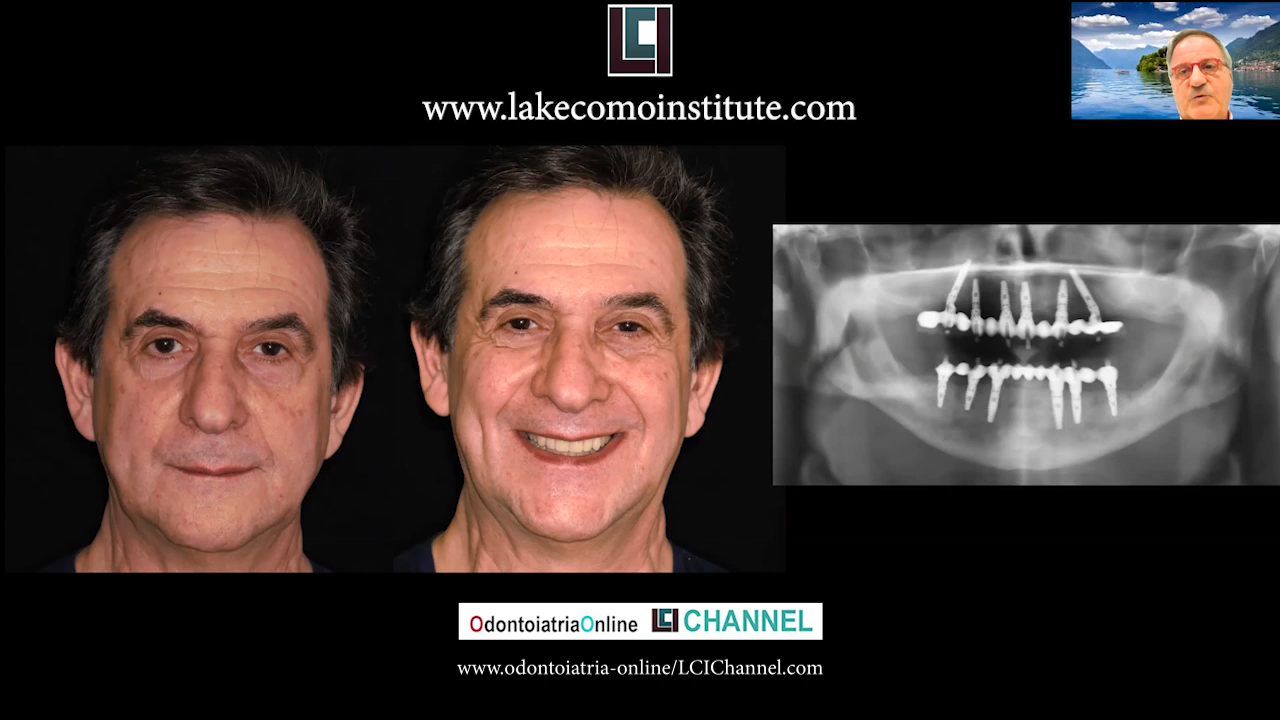 LCI
www.lakecomoinstitute.com
OdontoiatriaOnline LCI CHANNEL
www.odontoiatria-online/LCIChannel.com